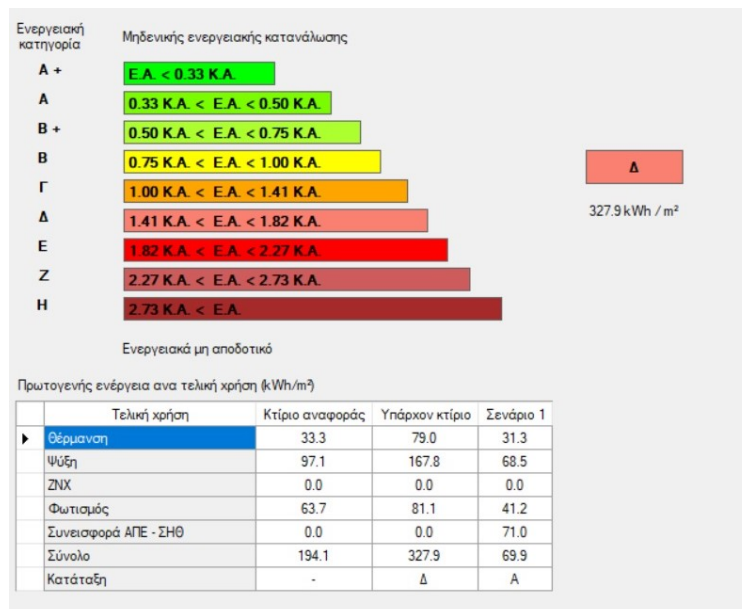 Ενεργειακή
κατηγορία
Μηδενικής ενεργειακής κατανάλωσης
Α + Ε.Α. < 0.33 Κ.Α.
Α 0.33 Κ.Α. < Ε.Α. < 0.50 Κ.Α.
Β + 0.50 Κ.Α. < Ε.Α. < 0.75 Κ.Α.
Β 0.75 Κ.Α. < Ε.Α. < 1.00 Κ.Α.
Δ
Γ 1.00 Κ.Α. < Ε.Α. < 1.41 Κ.Α.
Δ 1.41 Κ.Α. < Ε.Α. < 1.82 Κ.Α.
327.9 kWh / m²
Ε 1.82 Κ.Α. < Ε.Α. < 2.27 Κ.Α.
Ζ 2.27 Κ.Α. < Ε.Α. < 2.73 Κ.Α.
Η 2.73 Κ.Α. < Ε.Α.
Ενεργειακά μη αποδοτικό
Πρωτογενής ενέργεια ανα τελική χρήση (kWh/m²)
Τελική χρήση Κτίριο αναφοράς Υπάρχον κτίριο Σενάριο 1
Θέρμανση 33.3 79.0 31.3
Ψύξη 97.1 167.8 68.5
ΖΝΧ 0.0 0.0 0.0
Φωτισμός 63.7 81.1 41.2
Συνεισφορά ΑΠΕ - ΣΗΘ 0.0 0.0 71.0
Σύνολο 194.1 327.9 69.9
Κατάταξη - Δ Α